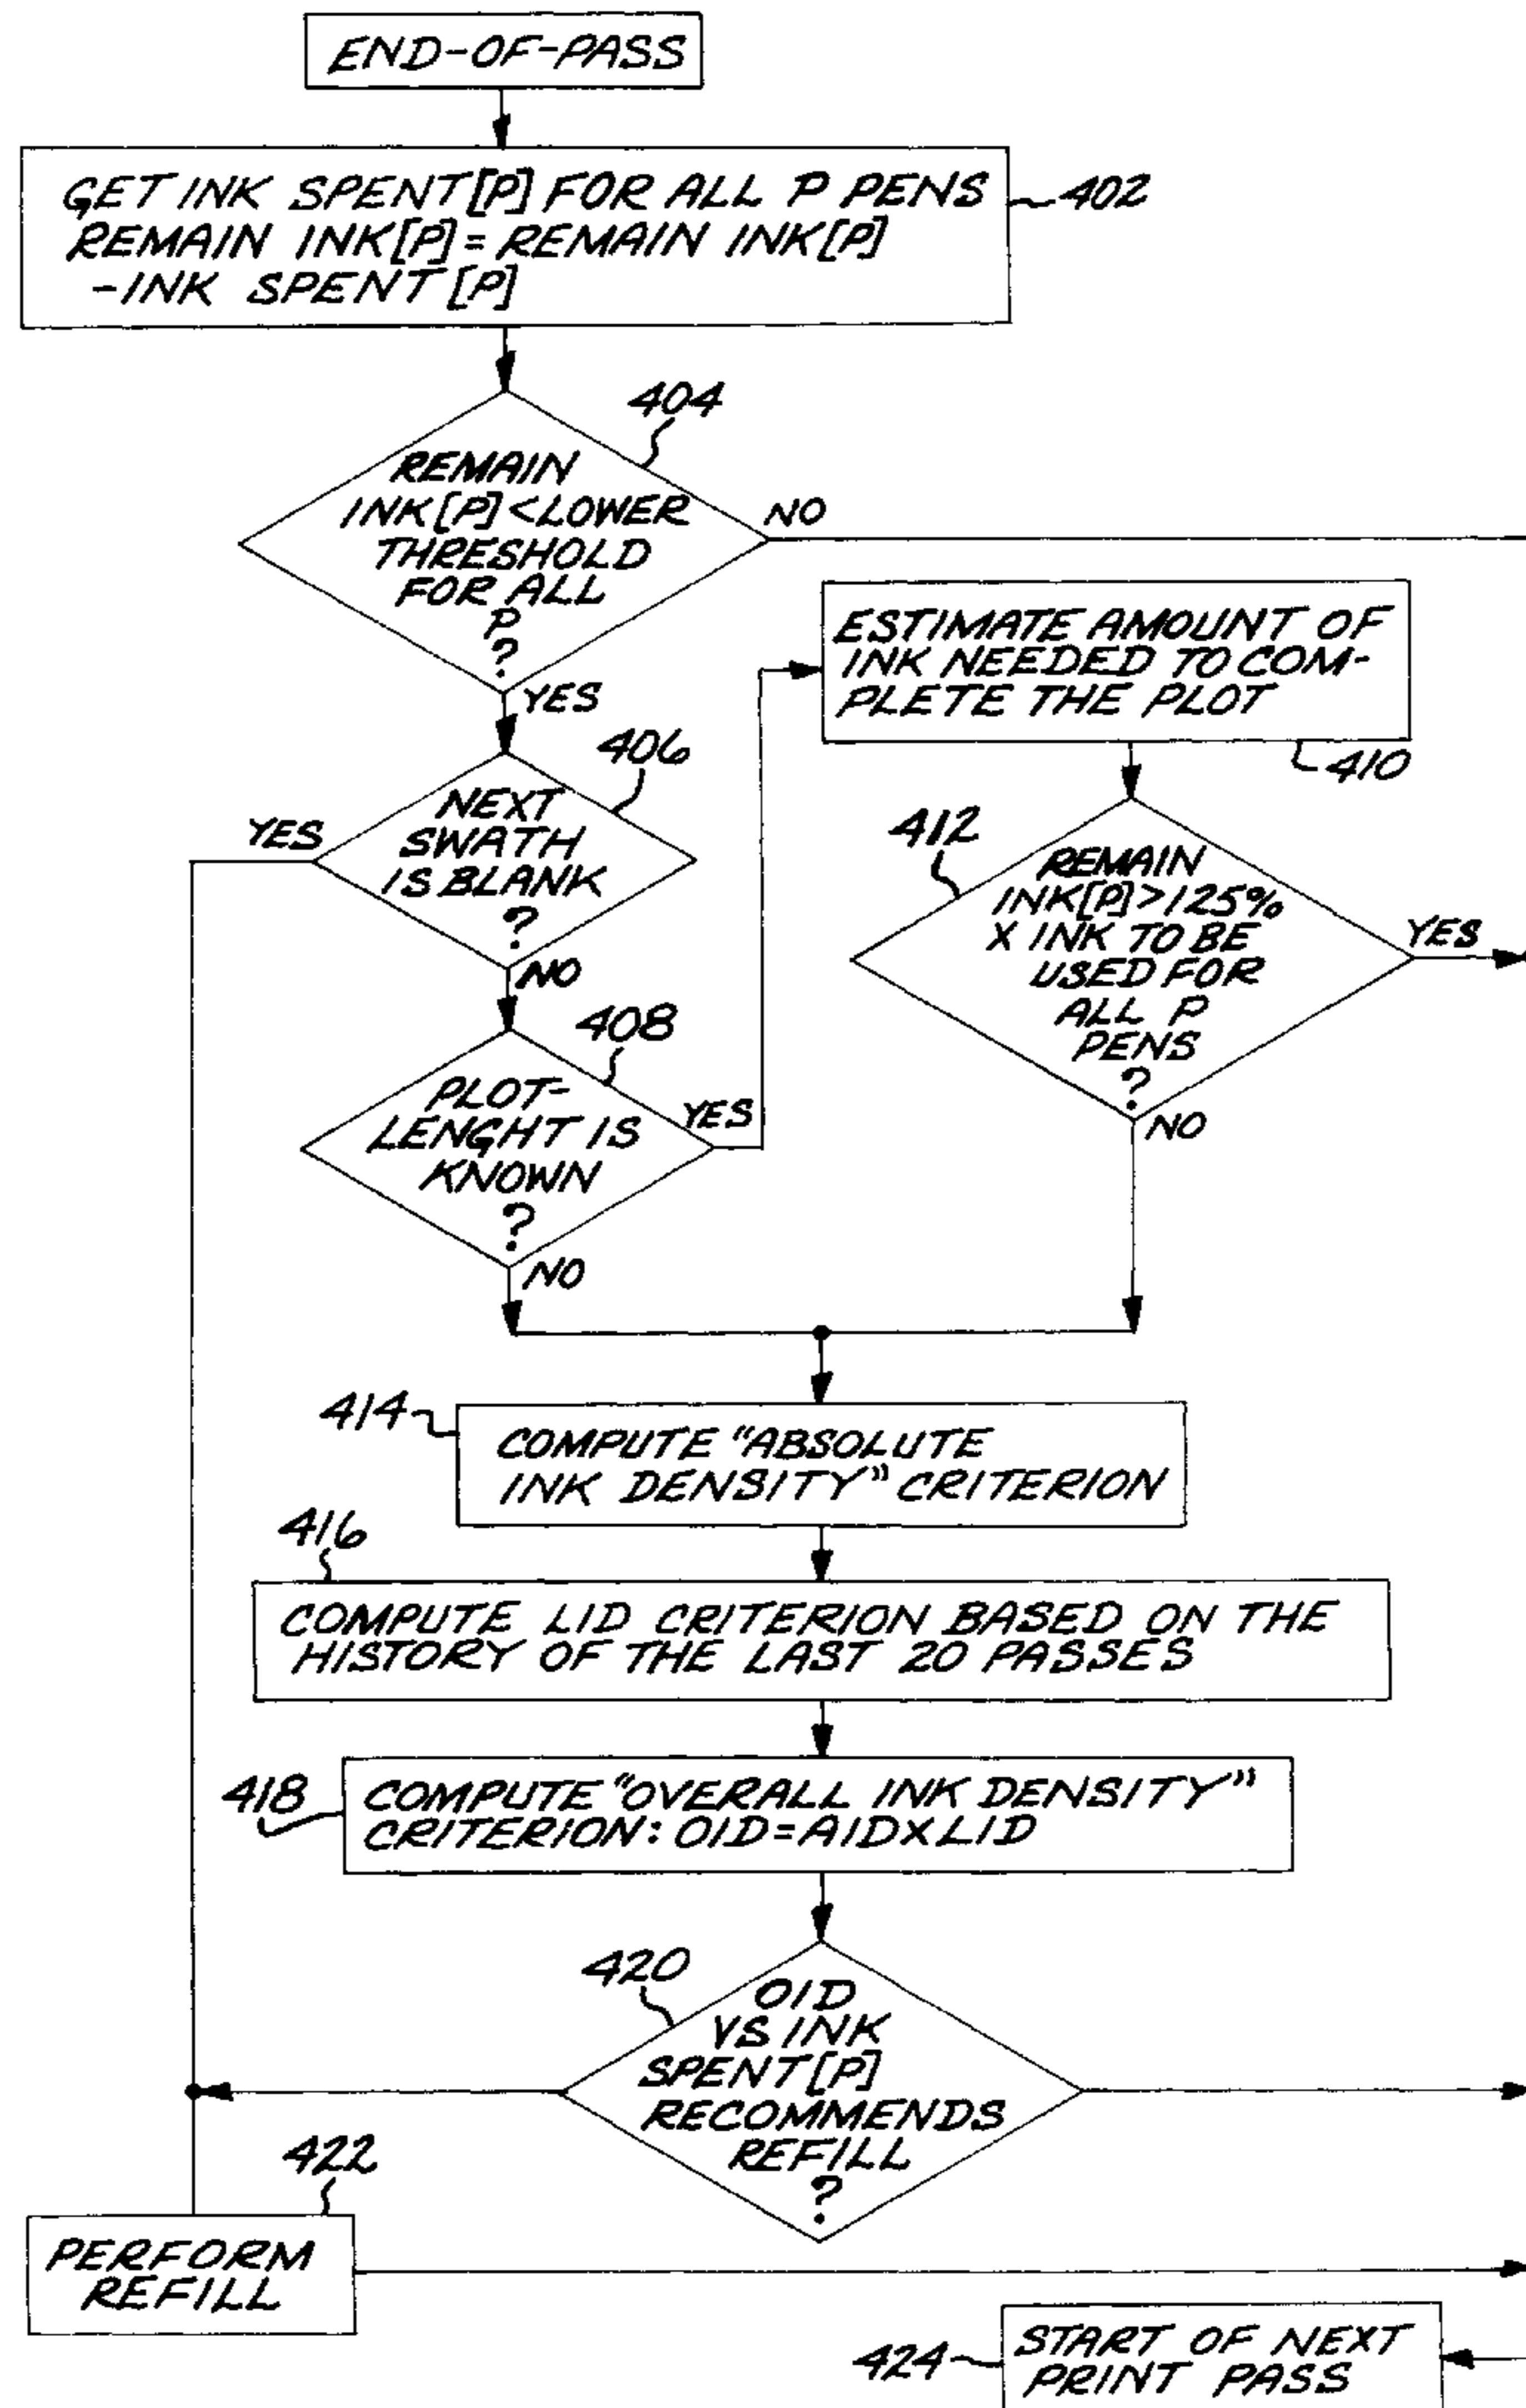 END-OF-PASS
GET INK SPENT[P] FOR ALL P PENS
REMAIN INK[P]=REMAIN INK[P]
-INK SPENT[P]
402
404
REMAIN
INK[P]<LOWER
THRESHOLD
FOR ALL
P
?
NO
YES
ESTIMATE AMOUNT OF
INK NEEDED TO COM-
PLETE THE PLOT
410
406
NEXT
SWATH
IS BLANK
?
YES
NO
412
REMAIN
INK[P]>125%
X INK TO BE
USED FOR
ALL P
PENS
?
YES
NO
408
PLOT-
LENGHT IS
KNOWN
?
YES
NO
414
COMPUTE "ABSOLUTE
INK DENSITY" CRITERION
416
COMPUTE LID CRITERION BASED ON THE
HISTORY OF THE LAST 20 PASSES
418
COMPUTE "OVERALL INK DENSITY"
CRITERION: OID=AIDXLID
420
OID
VS INK
SPENT[P]
RECOMMENDS
REFILL
?
422
PERFORM
REFILL
424
START OF NEXT
PRINT PASS